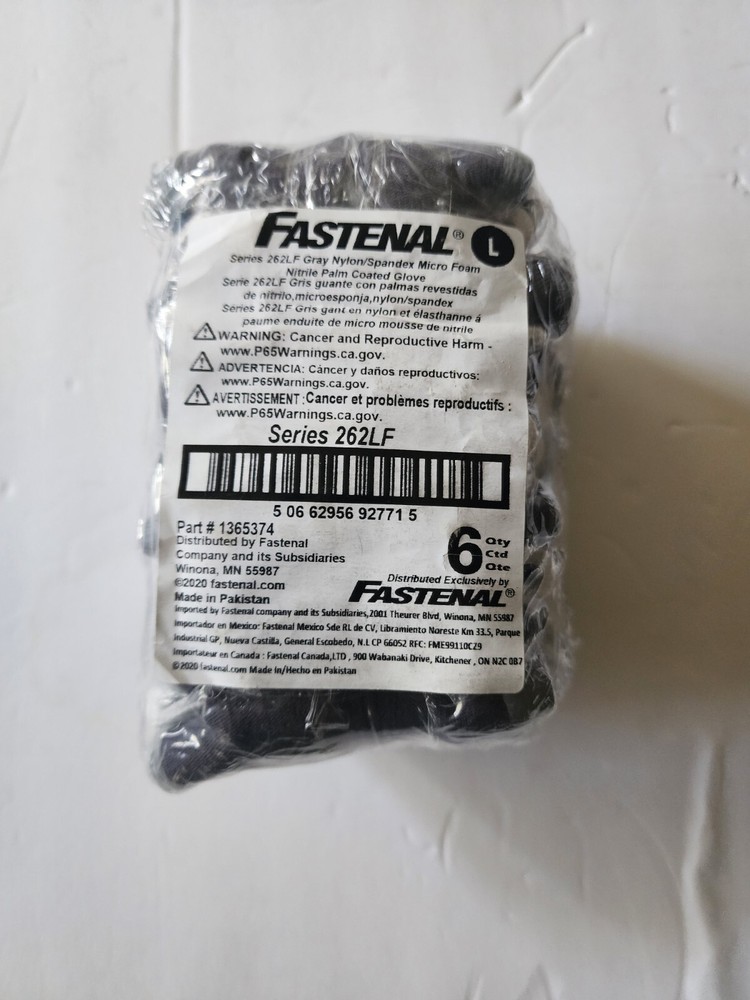 FASTENAL® L
Series 262LF Gray Nylon/Spandex Micro Foam
Nitrile Palm Coated Glove
Serie 262LF Gris guante con palmas revestidas
de nitrilo,microesponja,nylon/spandex
Series 262LF Gris gant en nylon et élasthanne á
paume enduite de micro mousse de nitrile
WARNING: Cancer and Reproductive Harm -
www.P65Warnings.ca.gov.
ADVERTENCIA: Cáncer y daños reproductivos:
www.P65Warnings.ca.gov.
AVERTISSEMENT:Cancer et problèmes reproductifs :
www.P65Warnings.ca.gov.
Series 262LF
5 06 62956 92771 5
Part # 1365374
Distributed by Fastenal
Company and its Subsidiaries
Winona, MN 55987
©2020 fastenal.com
Made in Pakistan
6 Qty
Ctd
Qte
Distributed Exclusively by
FASTENAL®
Imported by Fastenal company and its Subsidiaries,2001 Theurer Blvd, Winona, MN 55987
Importador en Mexico: Fastenal Mexico Sde RL de CV, Libramiento Noreste Km 33.5, Parque
Industrial GP, Nueva Castilla, General Escobedo, N.L CP 66052 RFC: FME99110CZ9
Importateur en Canada : Fastenal Canada,LTD , 900 Wabanaki Drive, Kitchener , ON N2C 0B7
©2020 fastenal.com Made In/Hecho en Pakistan